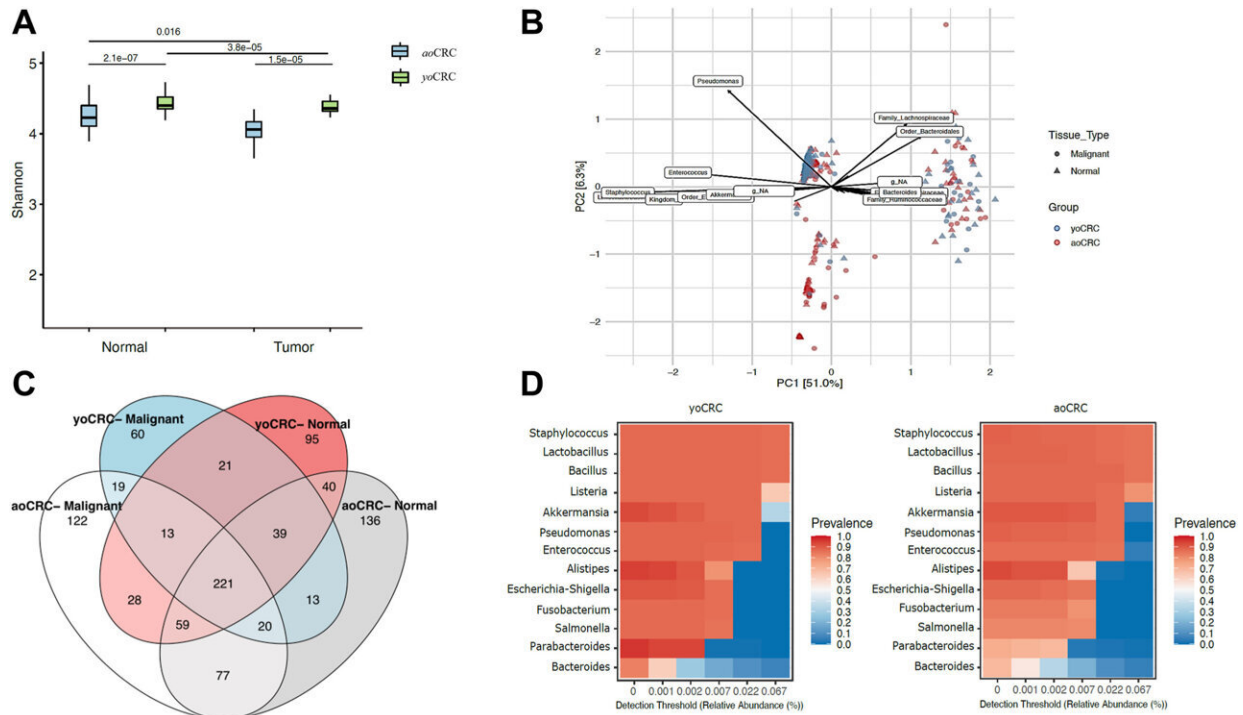 A
0.016
3.8e-05
2.1e-07
1.5e-05
aoCRC
yoCRC
5
4
3
2
Shannon
Normal
Tumor
B
2
1
0
−1
−2
PC2 [6.3%]
Pseudomonas
Family_Lachnospiraceae
Order_Bacteroidales
Enterococcus
g_NA
g_NA
Staphylococcus
Bacteroides
Family_Ruminococcaceae
−2
−1
0
1
2
PC1 [51.0%]
Tissue_Type
Malignant
Normal
Group
yoCRC
aoCRC
C
yoCRC– Malignant
60
yoCRC– Normal
95
aoCRC– Malignant
122
aoCRC– Normal
136
21
19
40
13
39
221
28
13
59
20
77
D
yoCRC
Staphylococcus
Lactobacillus
Bacillus
Listeria
Akkermansia
Pseudomonas
Enterococcus
Alistipes
Escherichia-Shigella
Fusobacterium
Salmonella
Parabacteroides
Bacteroides
0 0.001 0.002 0.007 0.022 0.067
Detection Threshold (Relative Abundance (%))
Prevalence
1.0
0.9
0.8
0.7
0.6
0.5
0.4
0.3
0.2
0.1
0.0
aoCRC
Staphylococcus
Lactobacillus
Bacillus
Listeria
Akkermansia
Pseudomonas
Enterococcus
Alistipes
Escherichia-Shigella
Fusobacterium
Salmonella
Parabacteroides
Bacteroides
0 0.001 0.002 0.007 0.022 0.067
Detection Threshold (Relative Abundance (%))
Prevalence
1.0
0.9
0.8
0.7
0.6
0.5
0.4
0.3
0.2
0.1
0.0